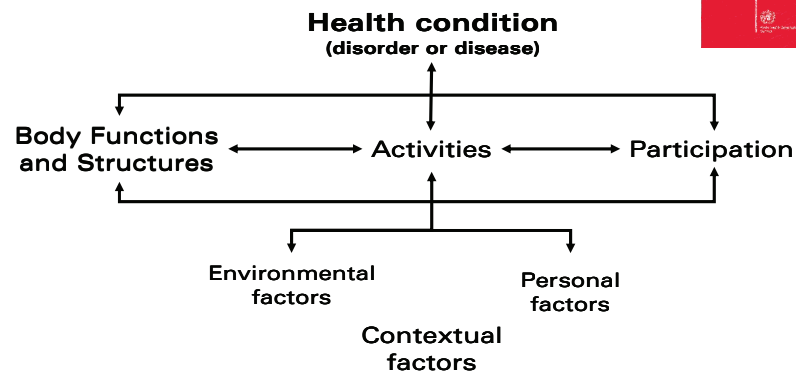 Health condition
(disorder or disease)
Body Functions
and Structures
Activities
Participation
Environmental
factors
Personal
factors
Contextual
factors